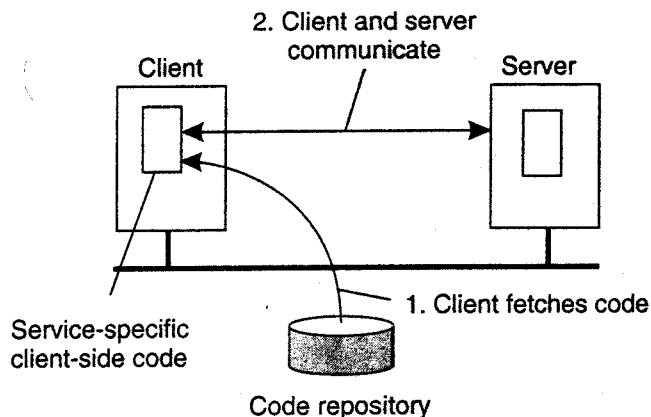 2. Client and server
communicate
Client
Server
1. Client fetches code
Service-specific
client-side code
Code repository